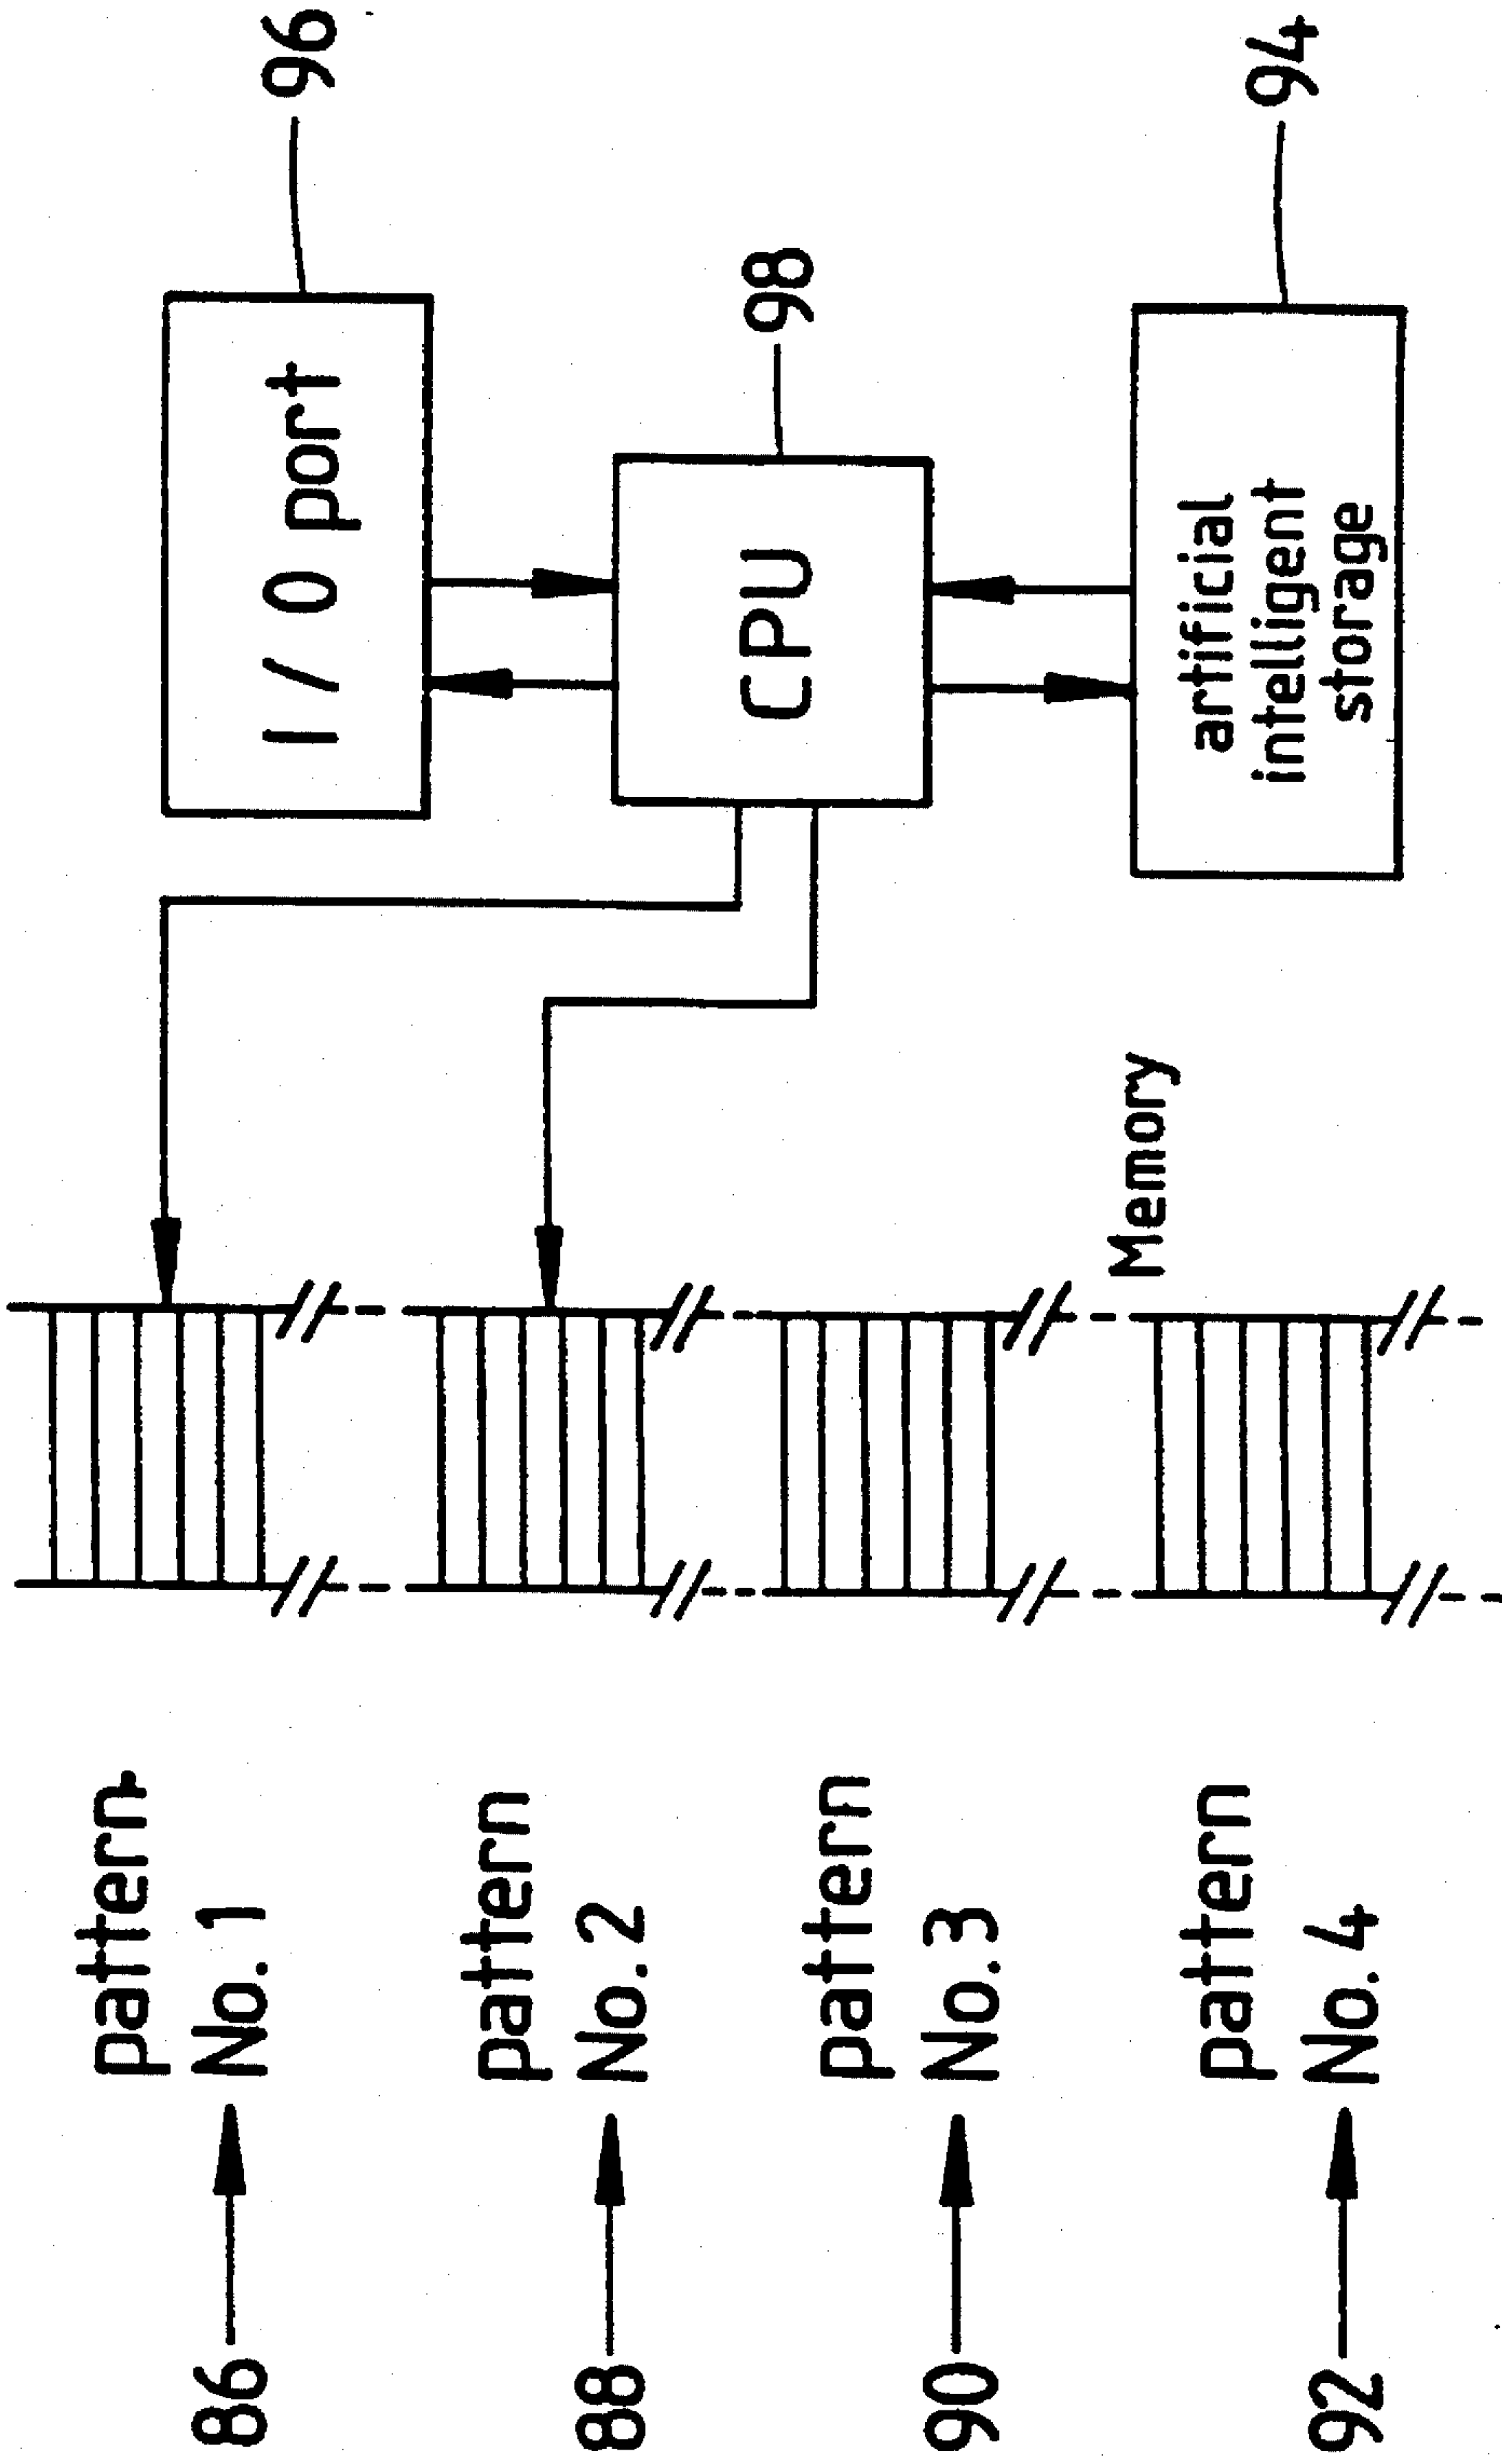 86
pattern
No. 1
88
pattern
No. 2
90
pattern
No. 3
92
pattern
No. 4
Memory
I / O port
96
CPU
98
artificial
intelligent
storage
94